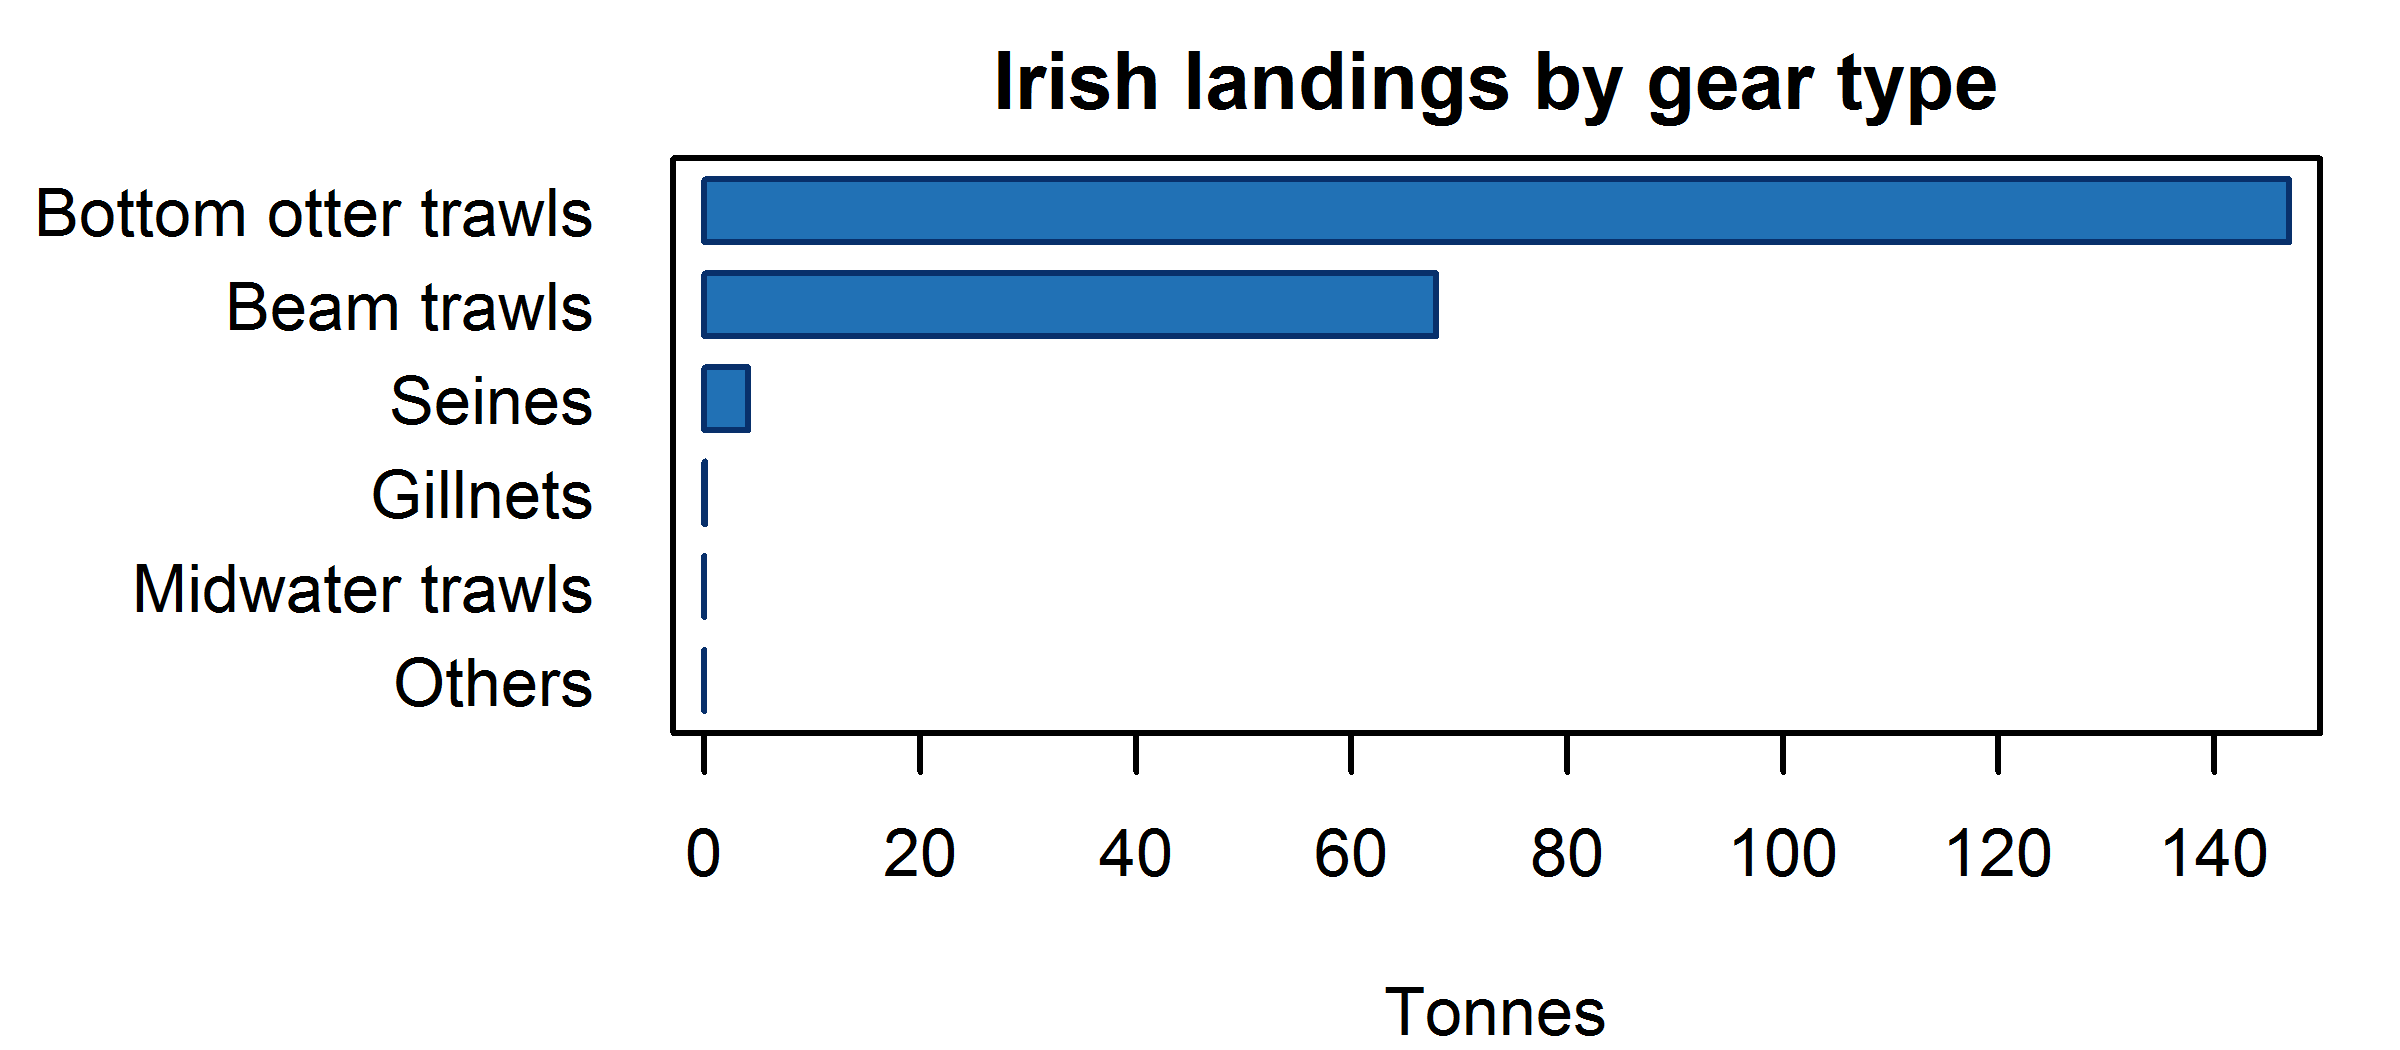 Irish landings by gear type
Bottom otter trawls
Beam trawls
Seines
Gillnets
Midwater trawls
Others
0 20 40 60 80 100 120 140
Tonnes